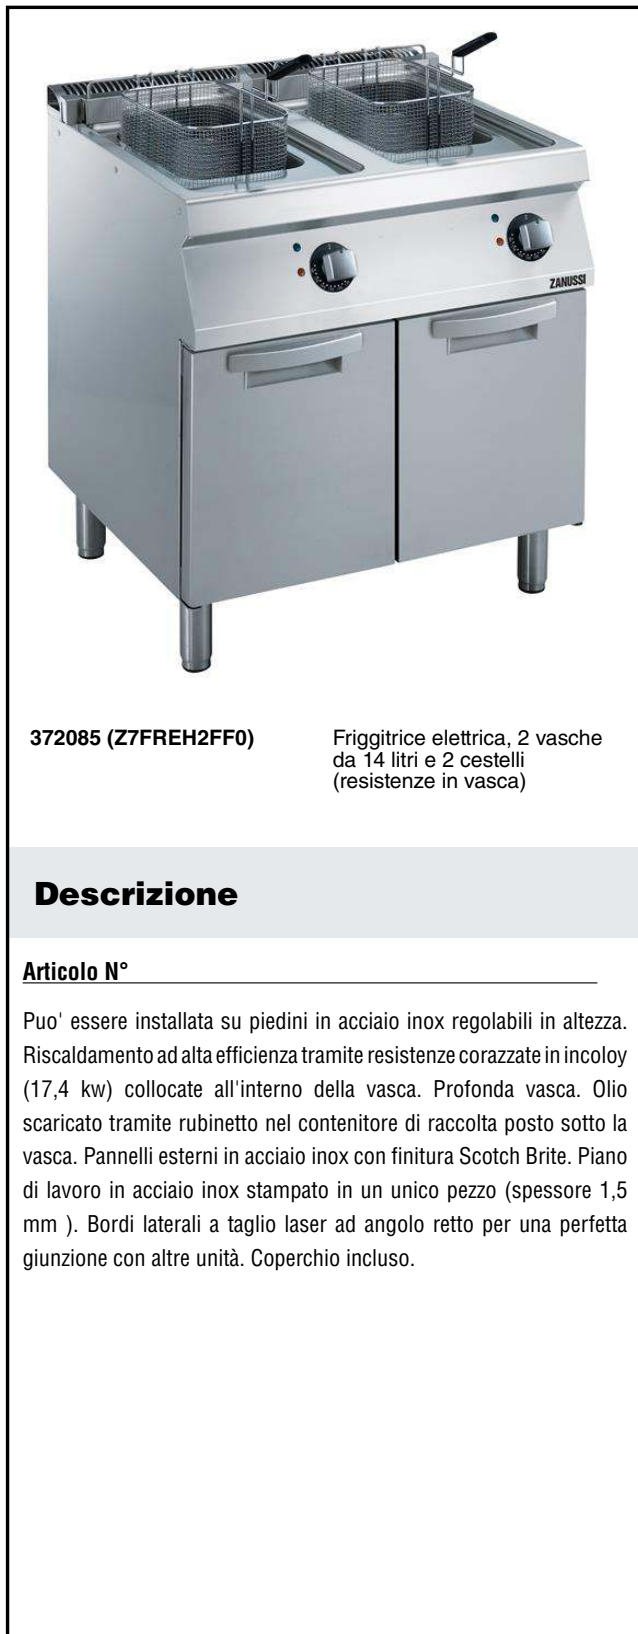 ZANUSSI
372085 (Z7FREH2FF0)
Friggitrice elettrica, 2 vasche
da 14 litri e 2 cestelli
(resistenze in vasca)
Descrizione
Articolo N°
Puo' essere installata su piedini in acciaio inox regolabili in altezza.
Riscaldamento ad alta efficienza tramite resistenze corazzate in incoloy
(17,4 kw) collocate all'interno della vasca. Profonda vasca. Olio
scaricato tramite rubinetto nel contenitore di raccolta posto sotto la
vasca. Pannelli esterni in acciaio inox con finitura Scotch Brite. Piano
di lavoro in acciaio inox stampato in un unico pezzo (spessore 1,5
mm ). Bordi laterali a taglio laser ad angolo retto per una perfetta
giunzione con altre unità. Coperchio incluso.